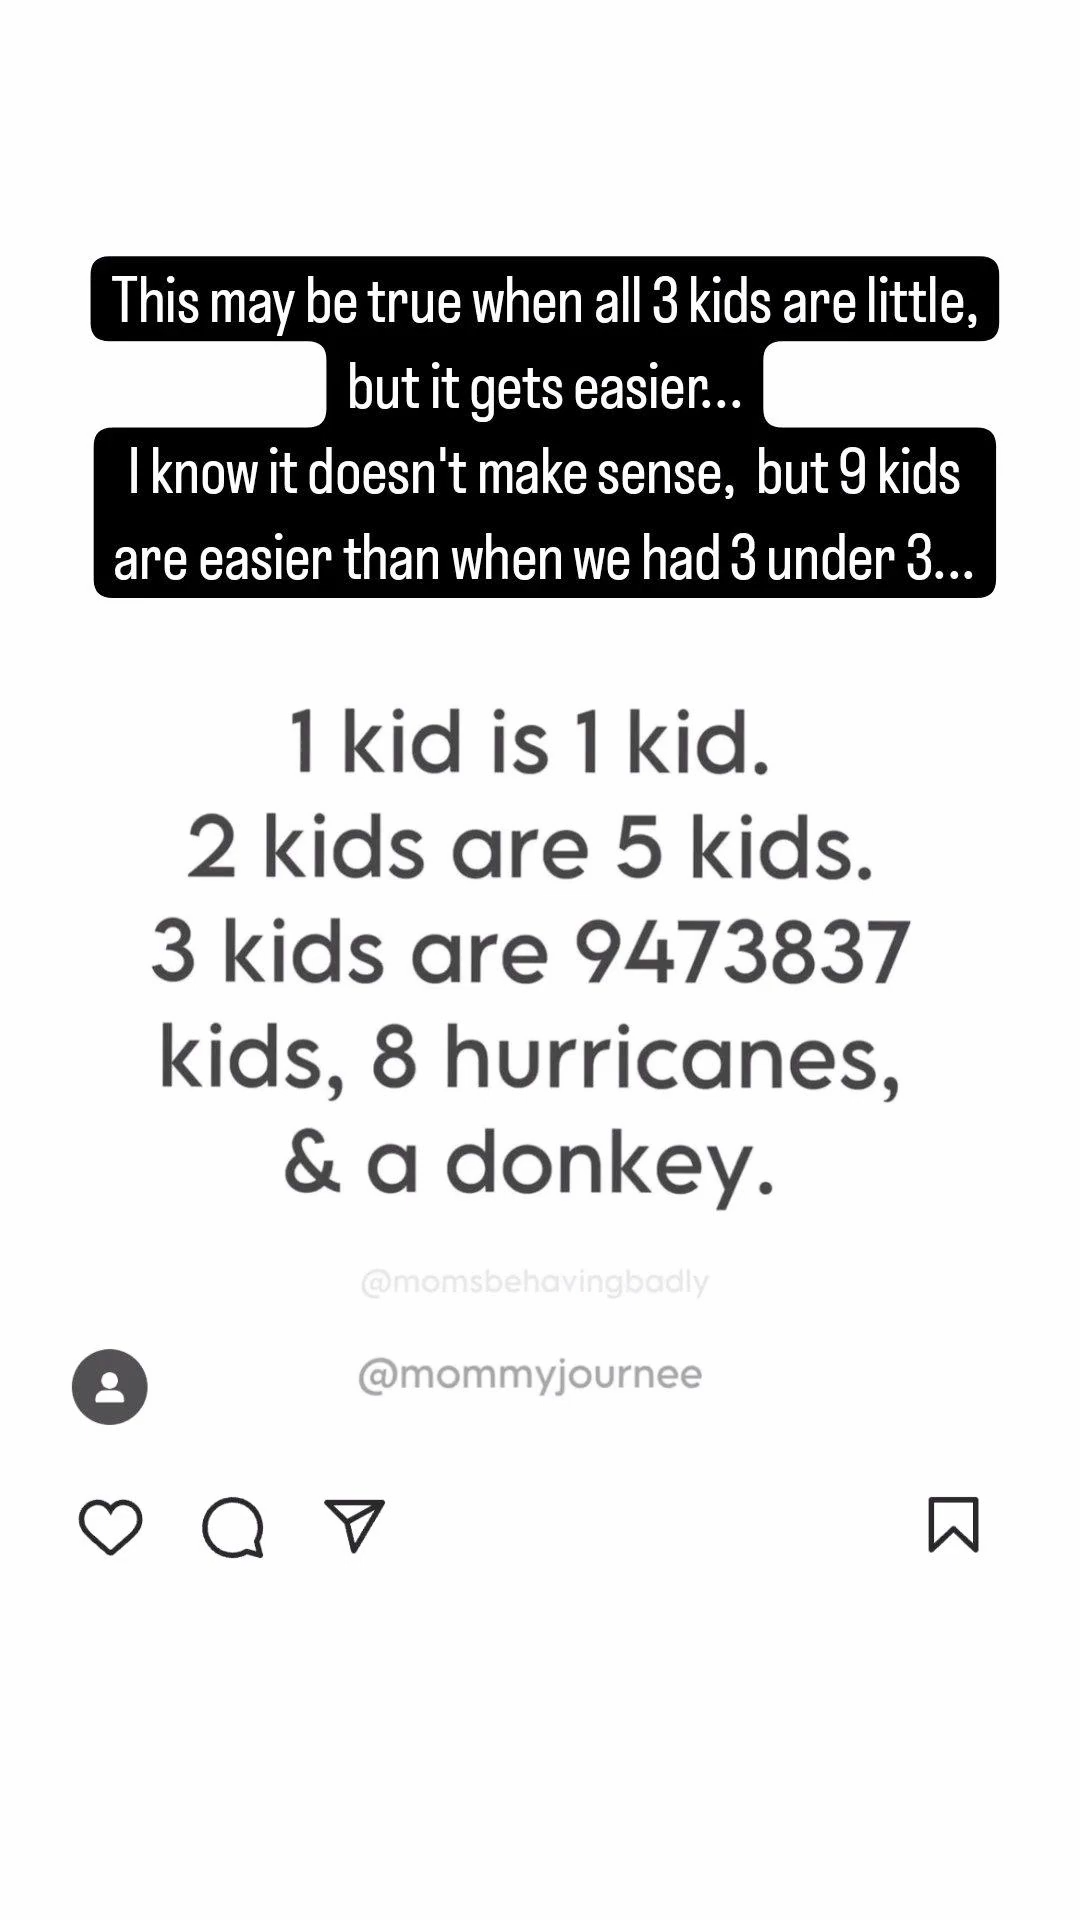 This may be true when all 3 kids are little,
but it gets easier...
I know it doesn't make sense,  but 9 kids
are easier than when we had 3 under 3...
1 kid is 1 kid.
2 kids are 5 kids.
3 kids are 9473837
kids, 8 hurricanes,
& a donkey.
@momsbehavingbadly
@mommyjournee